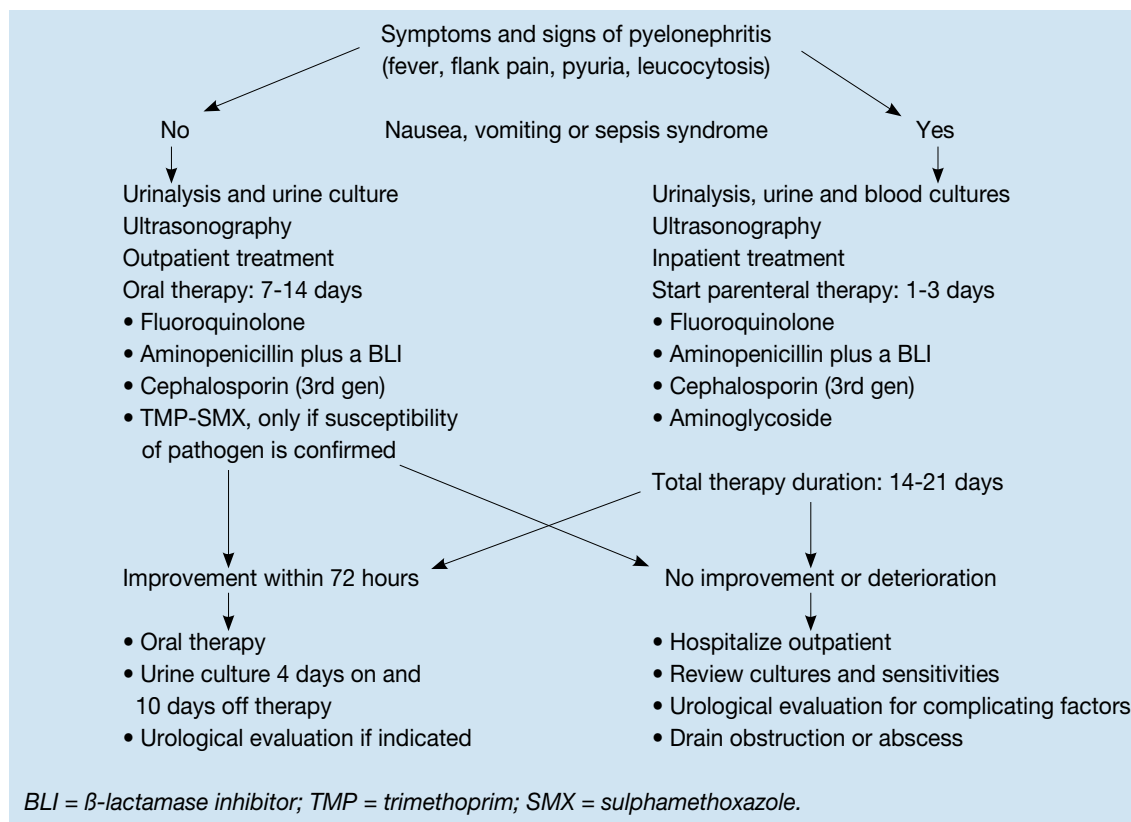 Symptoms and signs of pyelonephritis
(fever, flank pain, pyuria, leucocytosis)
No
Nausea, vomiting or sepsis syndrome
Yes
Urinalysis and urine culture
Ultrasonography
Outpatient treatment
Oral therapy: 7-14 days
• Fluoroquinolone
• Aminopenicillin plus a BLI
• Cephalosporin (3rd gen)
• TMP-SMX, only if susceptibility
of pathogen is confirmed
Urinalysis, urine and blood cultures
Ultrasonography
Inpatient treatment
Start parenteral therapy: 1-3 days
• Fluoroquinolone
• Aminopenicillin plus a BLI
• Cephalosporin (3rd gen)
• Aminoglycoside
Total therapy duration: 14-21 days
Improvement within 72 hours
• Oral therapy
• Urine culture 4 days on and
10 days off therapy
• Urological evaluation if indicated
No improvement or deterioration
• Hospitalize outpatient
• Review cultures and sensitivities
• Urological evaluation for complicating factors
• Drain obstruction or abscess
BLI = ß-lactamase inhibitor; TMP = trimethoprim; SMX = sulphamethoxazole.